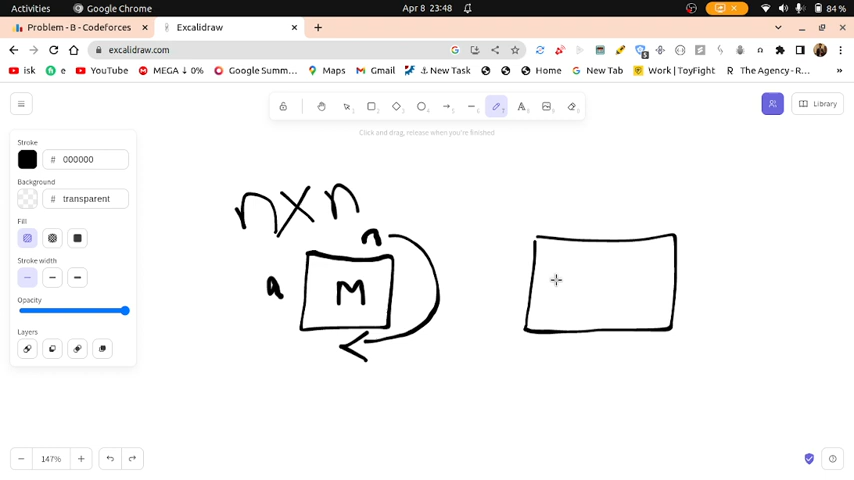 Activities
Google Chrome
Apr 8 23:48
84 %
Problem - B - Codeforces
Excalidraw
excalidraw.com
isk
e
YouTube
MEGA ↓ 0%
Google Summ...
Maps
Gmail
⚓ New Task
Home
New Tab
Work | ToyFight
The Agency - R...
»
Library
Click and drag, release when you're finished
Stroke
# 000000
Background
# transparent
Fill
Stroke width
Opacity
Layers
n×n
n
M
147%